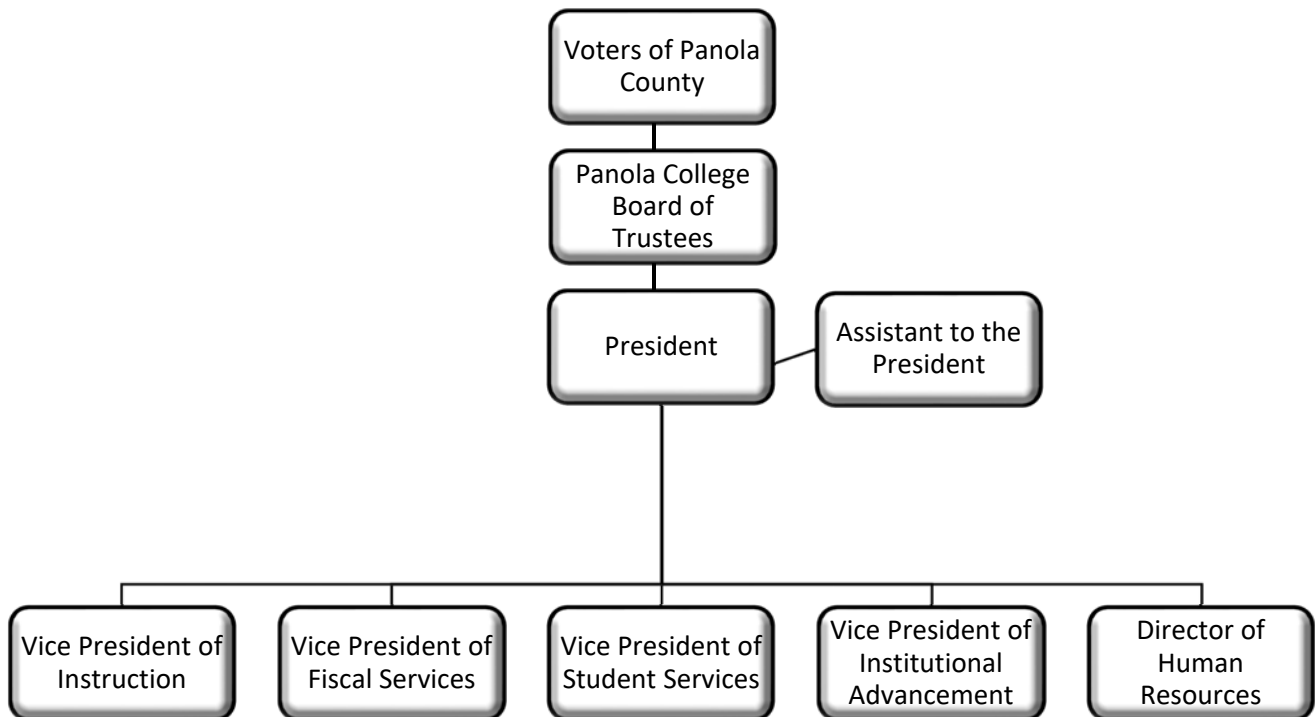 Voters of Panola
County
Panola College
Board of
Trustees
President
Assistant to the
President
Vice President of
Instruction
Vice President of
Fiscal Services
Vice President of
Student Services
Vice President of
Institutional
Advancement
Director of
Human
Resources